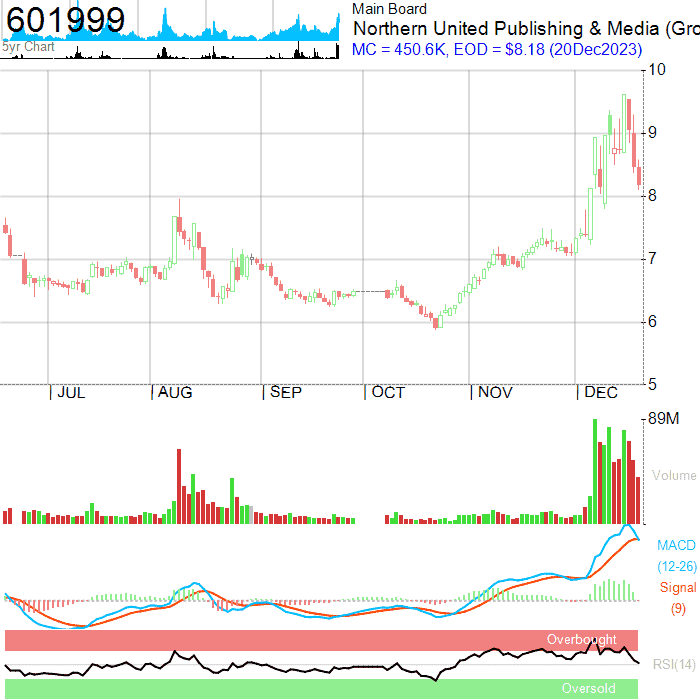 601999
5yr Chart
Main Board
Northern United Publishing & Media (Gro
MC = 450.6K, EOD = $8.18 (20Dec2023)
10
9
8
7
6
5
JUL
AUG
SEP
OCT
NOV
DEC
89M
Volume
MACD
(12-26)
Signal
(9)
Overbought
RSI(14)
Oversold